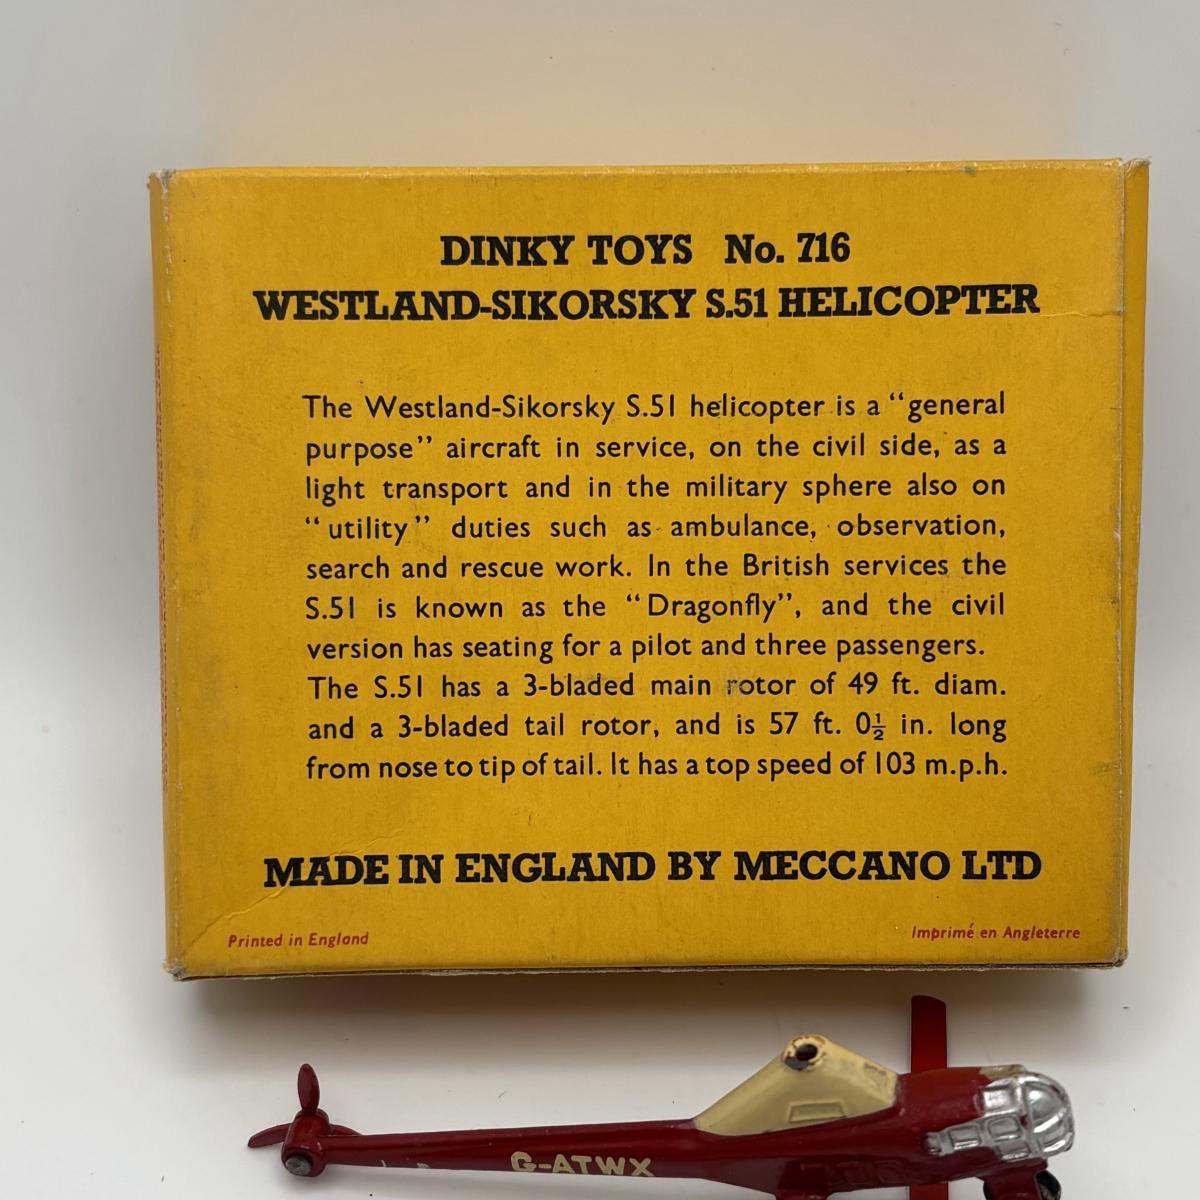 DINKY TOYS No. 716
WESTLAND-SIKORSKY S.51 HELICOPTER
The Westland-Sikorsky S.51 helicopter is a “general
purpose” aircraft in service, on the civil side, as a
light transport and in the military sphere also on
“utility” duties such as ambulance, observation,
search and rescue work. In the British services the
S.51 is known as the “Dragonfly”, and the civil
version has seating for a pilot and three passengers.
The S.51 has a 3-bladed main rotor of 49 ft. diam.
and a 3-bladed tail rotor, and is 57 ft. 0½ in. long
from nose to tip of tail. It has a top speed of 103 m.p.h.
MADE IN ENGLAND BY MECCANO LTD
Printed in England
Imprimé en Angleterre
G-ATWX